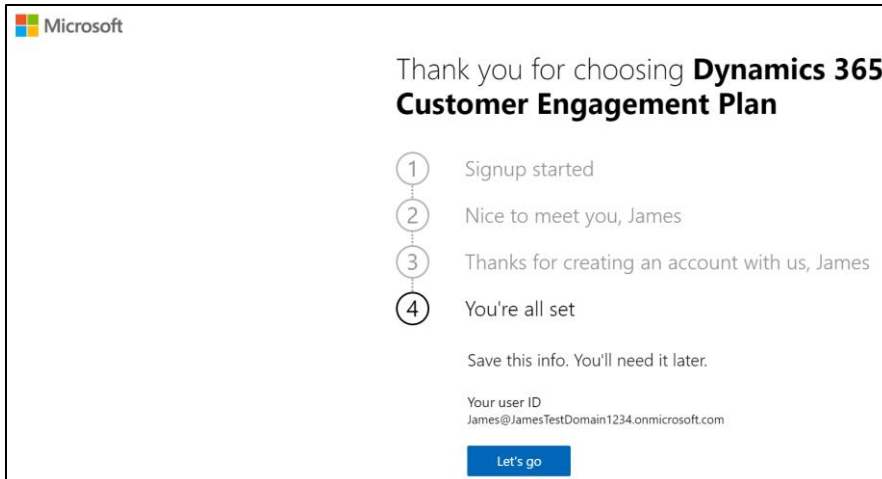 Microsoft
Thank you for choosing Dynamics 365
Customer Engagement Plan
1 Signup started
2 Nice to meet you, James
3 Thanks for creating an account with us, James
4 You're all set
Save this info. You'll need it later.
Your user ID
James@JamesTestDomain1234.onmicrosoft.com
Let's go